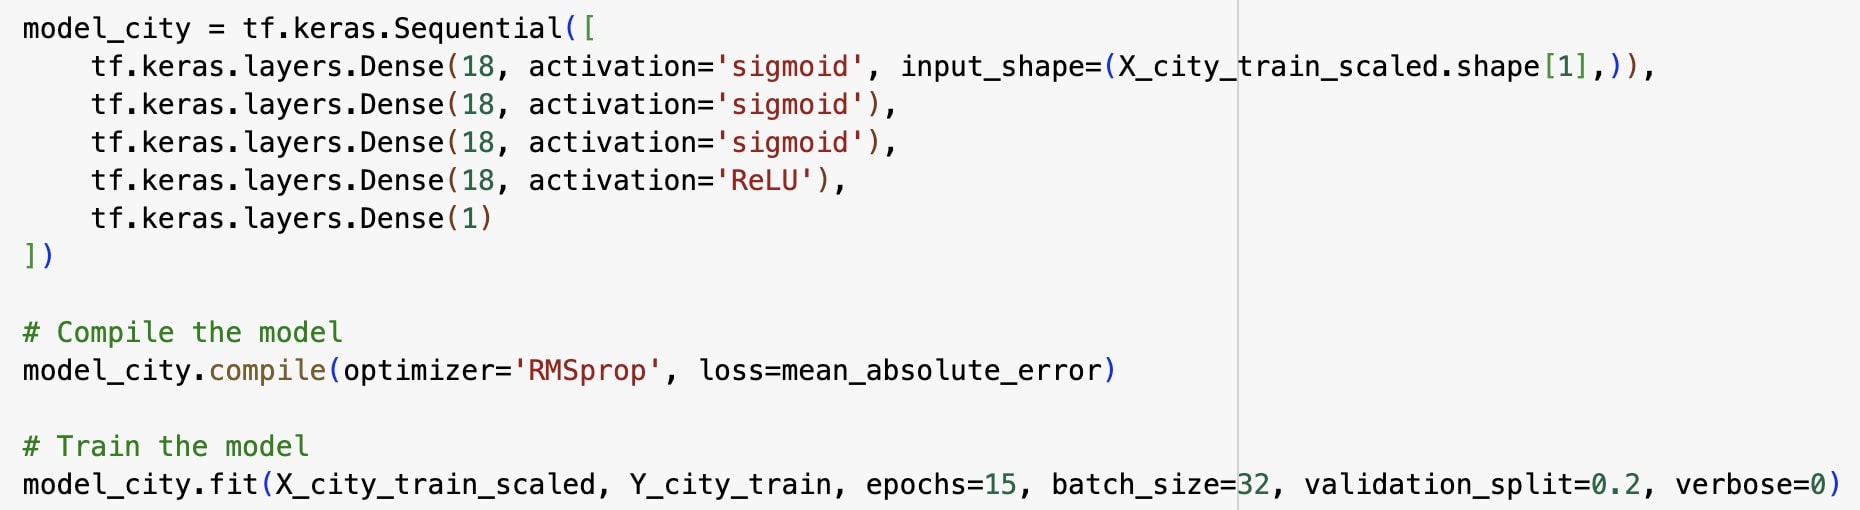 model_city = tf.keras.Sequential([
    tf.keras.layers.Dense(18, activation='sigmoid', input_shape=(X_city_train_scaled.shape[1],)),
    tf.keras.layers.Dense(18, activation='sigmoid'),
    tf.keras.layers.Dense(18, activation='sigmoid'),
    tf.keras.layers.Dense(18, activation='ReLU'),
    tf.keras.layers.Dense(1)
])

# Compile the model
model_city.compile(optimizer='RMSprop', loss=mean_absolute_error)

# Train the model
model_city.fit(X_city_train_scaled, Y_city_train, epochs=15, batch_size=32, validation_split=0.2, verbose=0)